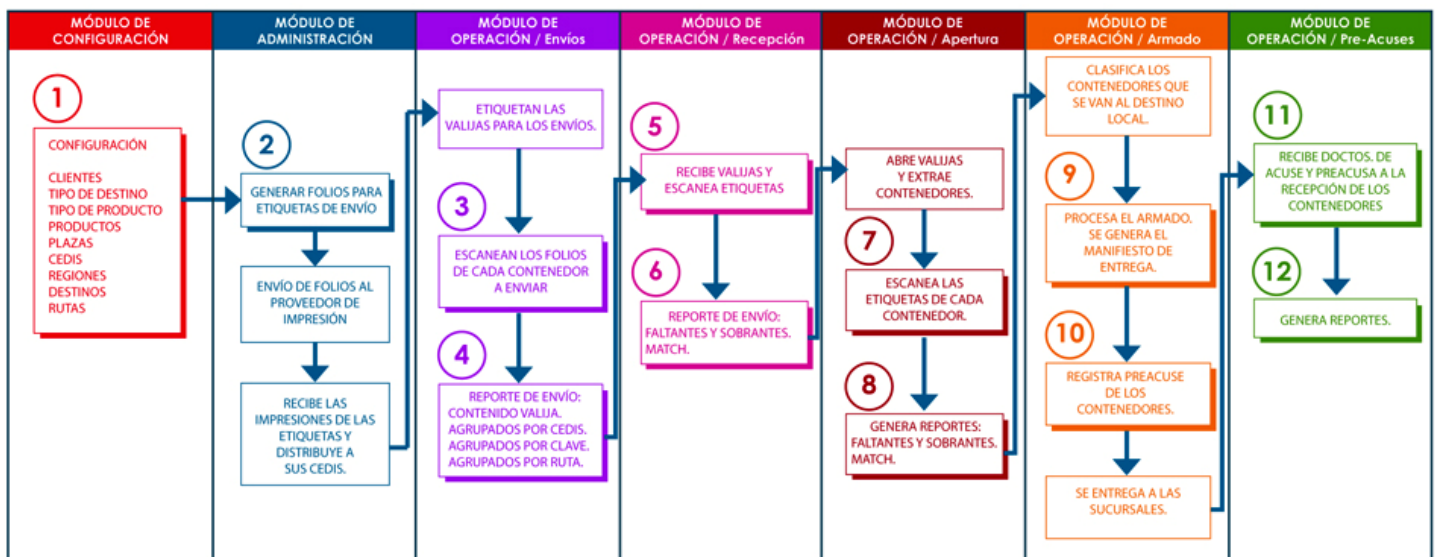 MÓDULO DE
CONFIGURACIÓN
1
CONFIGURACIÓN
CLIENTES
TIPO DE DESTINO
TIPO DE PRODUCTO
PRODUCTOS
PLAZAS
CEDIS
REGIONES
DESTINOS
RUTAS
MÓDULO DE
ADMINISTRACIÓN
2
GENERAR FOLIOS PARA
ETIQUETAS DE ENVÍO
ENVÍO DE FOLIOS AL
PROVEEDOR DE
IMPRESIÓN
RECIBE LAS
IMPRESIONES DE LAS
ETIQUETAS Y
DISTRIBUYE A
SUS CEDIS.
MÓDULO DE
OPERACIÓN / Envíos
ETIQUETAN LAS
VALIJAS PARA LOS ENVÍOS.
3
ESCANEAN LOS FOLIOS
DE CADA CONTENEDOR
A ENVIAR
4
REPORTE DE ENVÍO:
CONTENIDO VALIJA.
AGRUPADOS POR CEDIS.
AGRUPADOS POR CLAVE.
AGRUPADOS POR RUTA.
MÓDULO DE
OPERACIÓN / Recepción
5
RECIBE VALIJAS Y
ESCANEA ETIQUETAS
6
REPORTE DE ENVÍO:
FALTANTES Y SOBRANTES.
MATCH.
MÓDULO DE
OPERACIÓN / Apertura
ABRE VALIJAS
Y EXTRAE
CONTENEDORES.
7
ESCANEA LAS
ETIQUETAS DE CADA
CONTENEDOR.
8
GENERA REPORTES:
FALTANTES Y SOBRANTES.
MATCH.
MÓDULO DE
OPERACIÓN / Armado
CLASIFICA LOS
CONTENEDORES QUE
SE VAN AL DESTINO
LOCAL.
9
PROCESA EL ARMADO.
SE GENERA EL
MANIFIESTO DE
ENTREGA.
10
REGISTRA PREACUSE
DE LOS
CONTENEDORES.
SE ENTREGA A LAS
SUCURSALES.
MÓDULO DE
OPERACIÓN / Pre-Acuses
11
RECIBE DOCTOS. DE
ACUSE Y PREACUSA A LA
RECEPCIÓN DE LOS
CONTENEDORES
12
GENERA REPORTES.